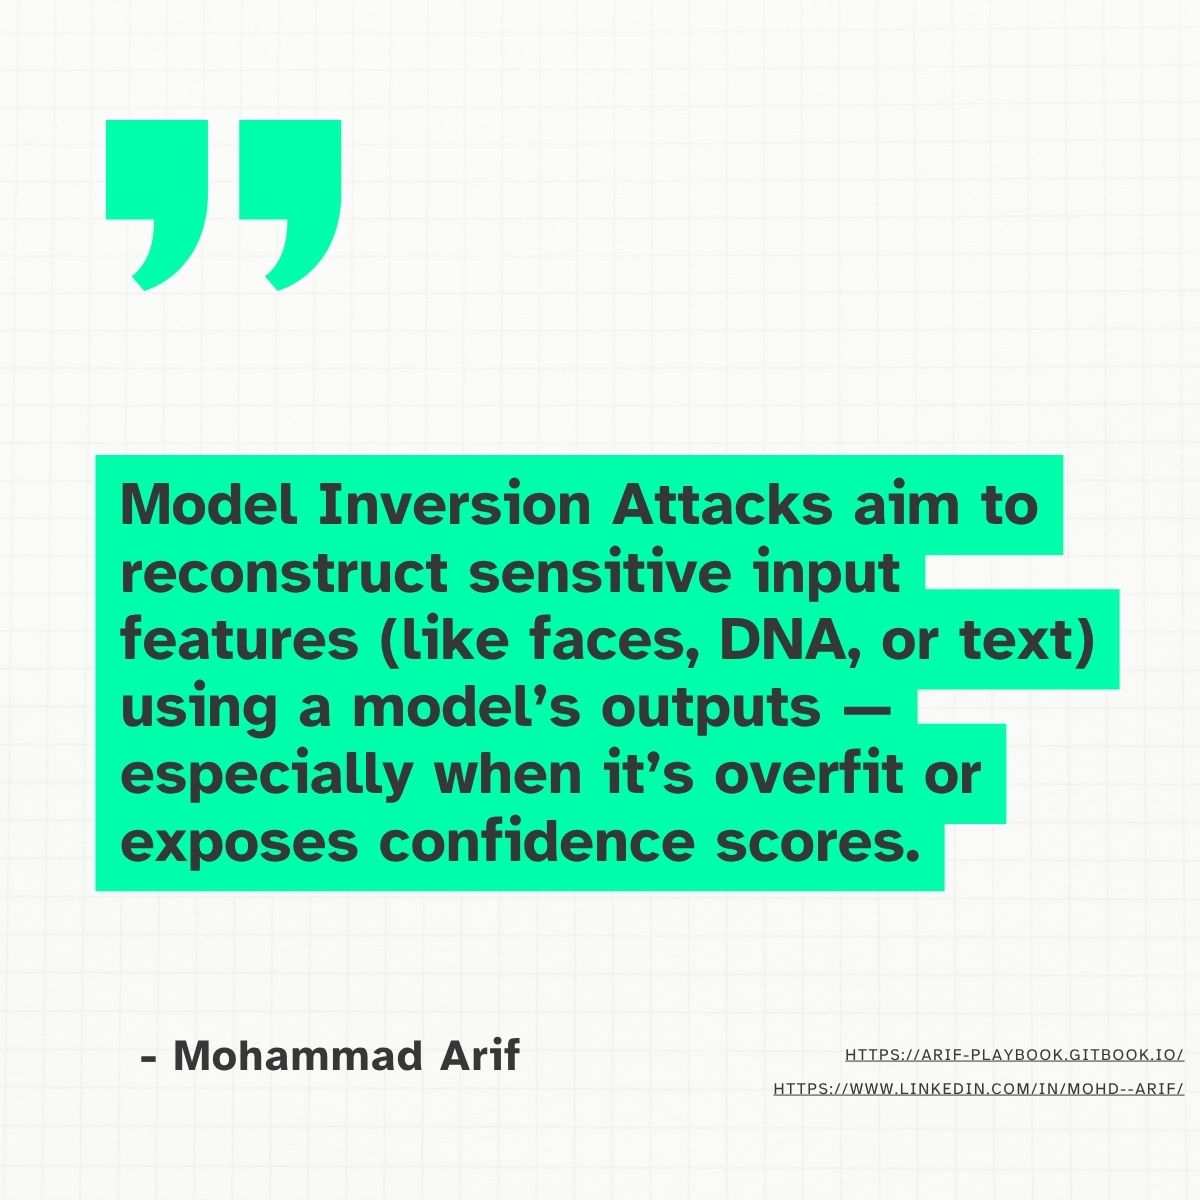 ”
Model Inversion Attacks aim to
reconstruct sensitive input
features (like faces, DNA, or text)
using a model’s outputs —
especially when it’s overfit or
exposes confidence scores.
- Mohammad Arif
HTTPS://ARIF-PLAYBOOK.GITBOOK.IO/
HTTPS://WWW.LINKEDIN.COM/IN/MOHD--ARIF/